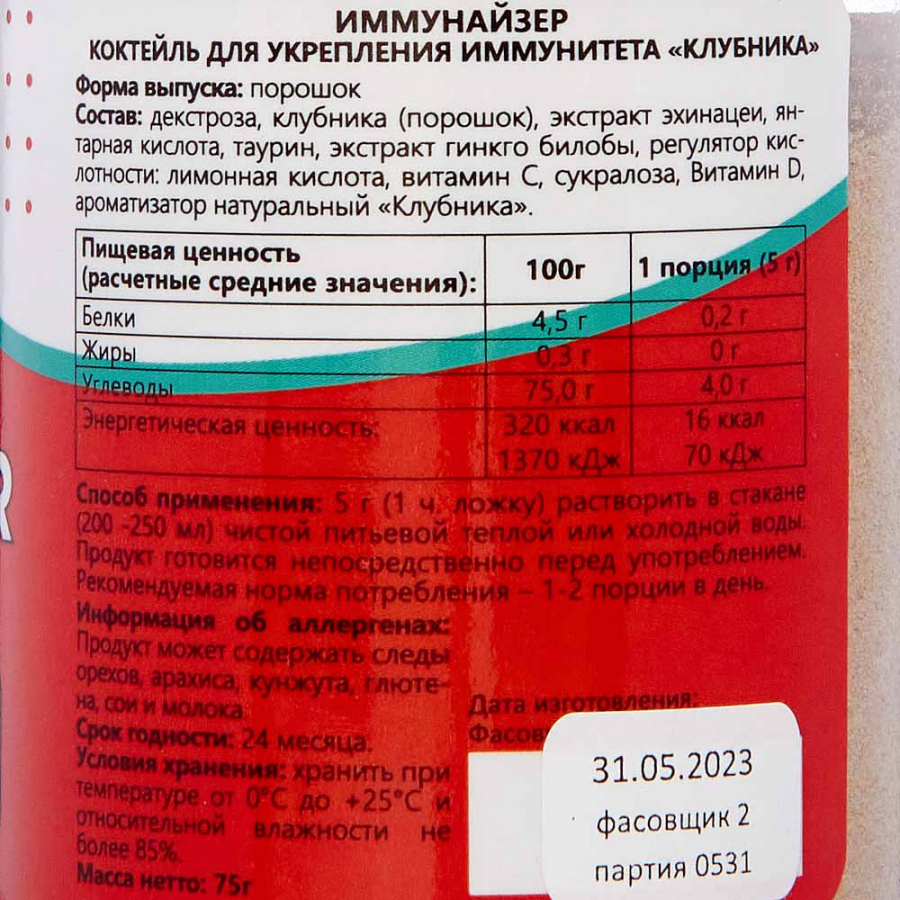 ИММУНАЙЗЕР
КОКТЕЙЛЬ ДЛЯ УКРЕПЛЕНИЯ ИММУНИТЕТА «КЛУБНИКА»
Форма выпуска: порошок
Состав: декстроза, клубника (порошок), экстракт эхинацеи, ян-
тарная кислота, таурин, экстракт гинкго билобы, регулятор кис-
лотности: лимонная кислота, витамин С, сукралоза, Витамин D,
ароматизатор натуральный «Клубника».
Пищевая ценность
(расчетные средние значения): 100г 1 порция (5 г)
Белки 4,5 г 0,2 г
Жиры 0,3 г 0 г
Углеводы 75,0 г 4,0 г
Энергетическая ценность: 320 ккал 16 ккал
1370 кДж 70 кДж
Способ применения: 5 г (1 ч. ложку) растворить в стакане
(200 -250 мл) чистой питьевой теплой или холодной воды.
Продукт готовится непосредственно перед употреблением.
Рекомендуемая норма потребления – 1-2 порции в день.
Информация об аллергенах:
Продукт может содержать следы
орехов, арахиса, кунжута, глюте-
на, сои и молока
Срок годности: 24 месяца.
Условия хранения: хранить при
температуре от 0°С до +25°С и
относительной влажности не
более 85%.
Масса нетто: 75г
Дата изготовления:
Фасов
31.05.2023
фасовщик 2
партия 0531
R